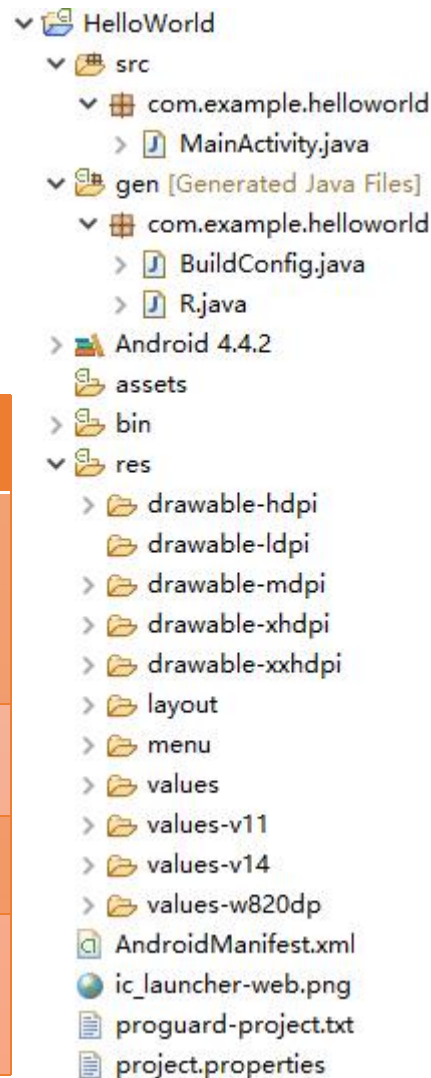 HelloWorld
src
com.example.helloworld
MainActivity.java
gen [Generated Java Files]
com.example.helloworld
BuildConfig.java
R.java
Android 4.4.2
assets
bin
res
drawable-hdpi
drawable-ldpi
drawable-mdpi
drawable-xhdpi
drawable-xxhdpi
layout
menu
values
values-v11
values-v14
values-w820dp
AndroidManifest.xml
ic_launcher-web.png
proguard-project.txt
project.properties